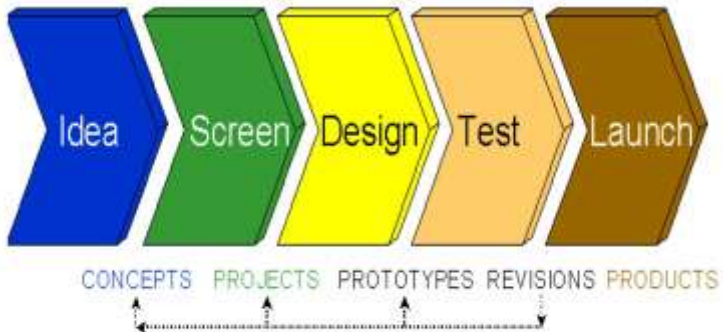 Idea Screen Design Test Launch
CONCEPTS PROJECTS PROTOTYPES REVISIONS PRODUCTS